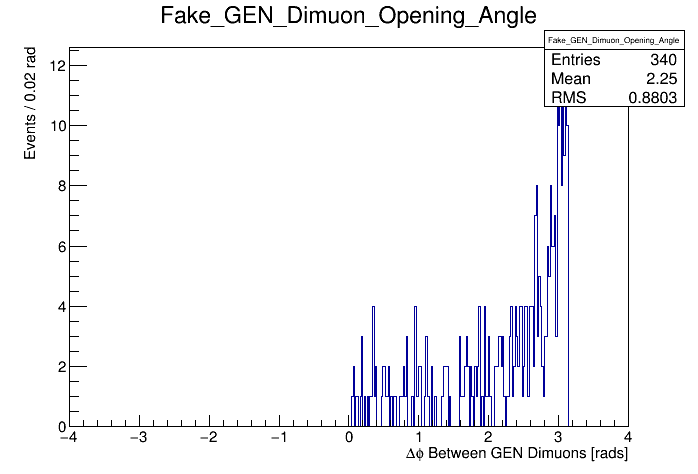 Fake_GEN_Dimuon_Opening_Angle
Fake_GEN_Dimuon_Opening_Angle
Entries 340
Mean 2.25
RMS 0.8803
Events / 0.02 rad
12
10
8
6
4
2
0
−4 −3 −2 −1 0 1 2 3 4
Δϕ Between GEN Dimuons [rads]